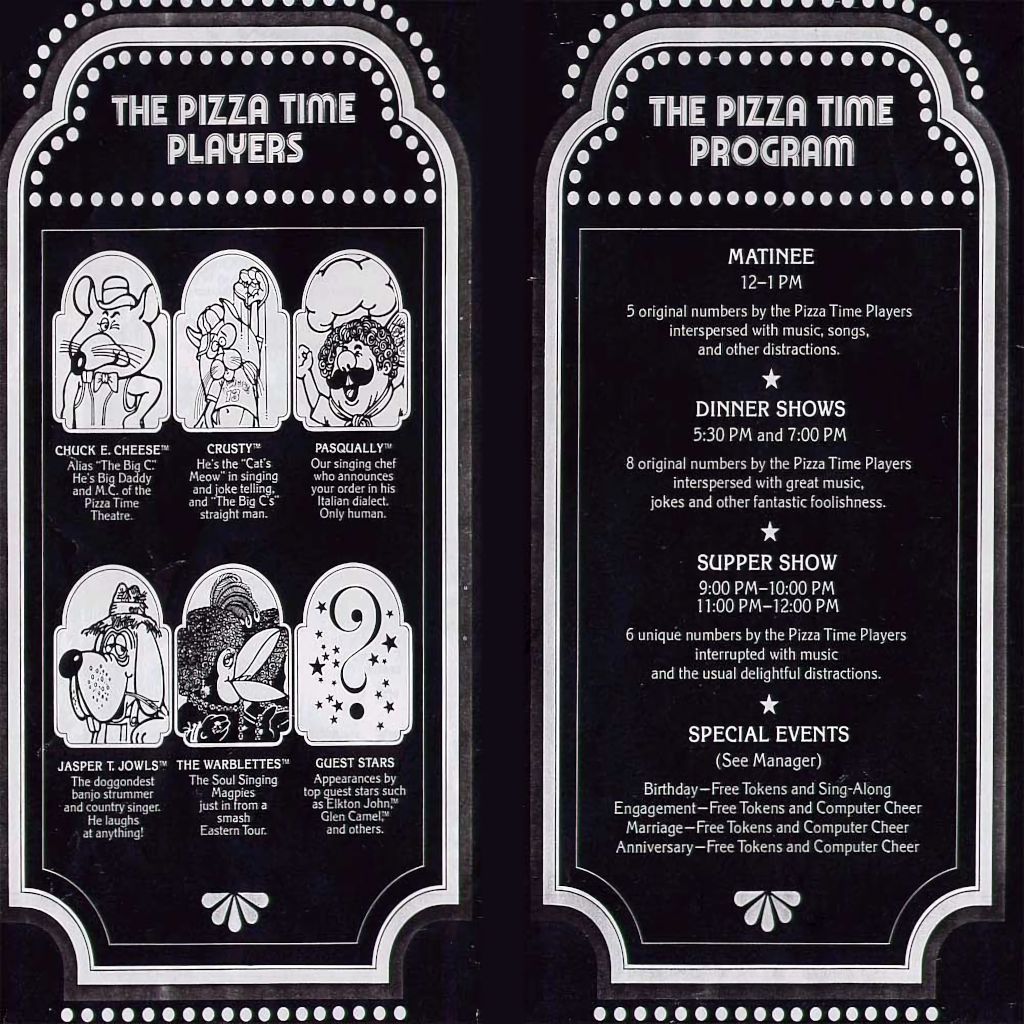 THE PIZZA TIME
PLAYERS
CHUCK E. CHEESE™
Alias "The Big C."
He's Big Daddy
and M.C. of the
Pizza Time
Theatre.
CRUSTY™
He's the "Cat's
Meow" in singing
and joke telling,
and "The Big C's"
straight man.
PASQUALLY™
Our singing chef
who announces
your order in his
Italian dialect.
Only human.
JASPER T. JOWLS™
The doggondest
banjo strummer
and country singer.
He laughs
at anything!
THE WARBLETTES™
The Soul Singing
Magpies
just in from a
smash
Eastern Tour.
?
GUEST STARS
Appearances by
top guest stars such
as Elkton John,™
Glen Camel,™
and others.
THE PIZZA TIME
PROGRAM
MATINEE
12–1 PM
5 original numbers by the Pizza Time Players
interspersed with music, songs,
and other distractions.
DINNER SHOWS
5:30 PM and 7:00 PM
8 original numbers by the Pizza Time Players
interspersed with great music,
jokes and other fantastic foolishness.
SUPPER SHOW
9:00 PM–10:00 PM
11:00 PM–12:00 PM
6 unique numbers by the Pizza Time Players
interrupted with music
and the usual delightful distractions.
SPECIAL EVENTS
(See Manager)
Birthday—Free Tokens and Sing-Along
Engagement—Free Tokens and Computer Cheer
Marriage—Free Tokens and Computer Cheer
Anniversary—Free Tokens and Computer Cheer